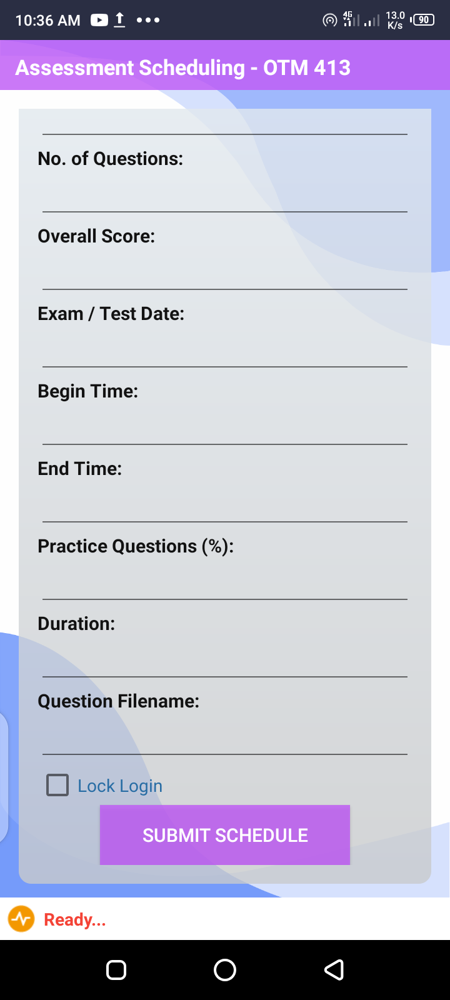 10:36 AM
4G
13.0
K/s
90
Assessment Scheduling - OTM 413
No. of Questions:
Overall Score:
Exam / Test Date:
Begin Time:
End Time:
Practice Questions (%):
Duration:
Question Filename:
Lock Login
SUBMIT SCHEDULE
Ready...